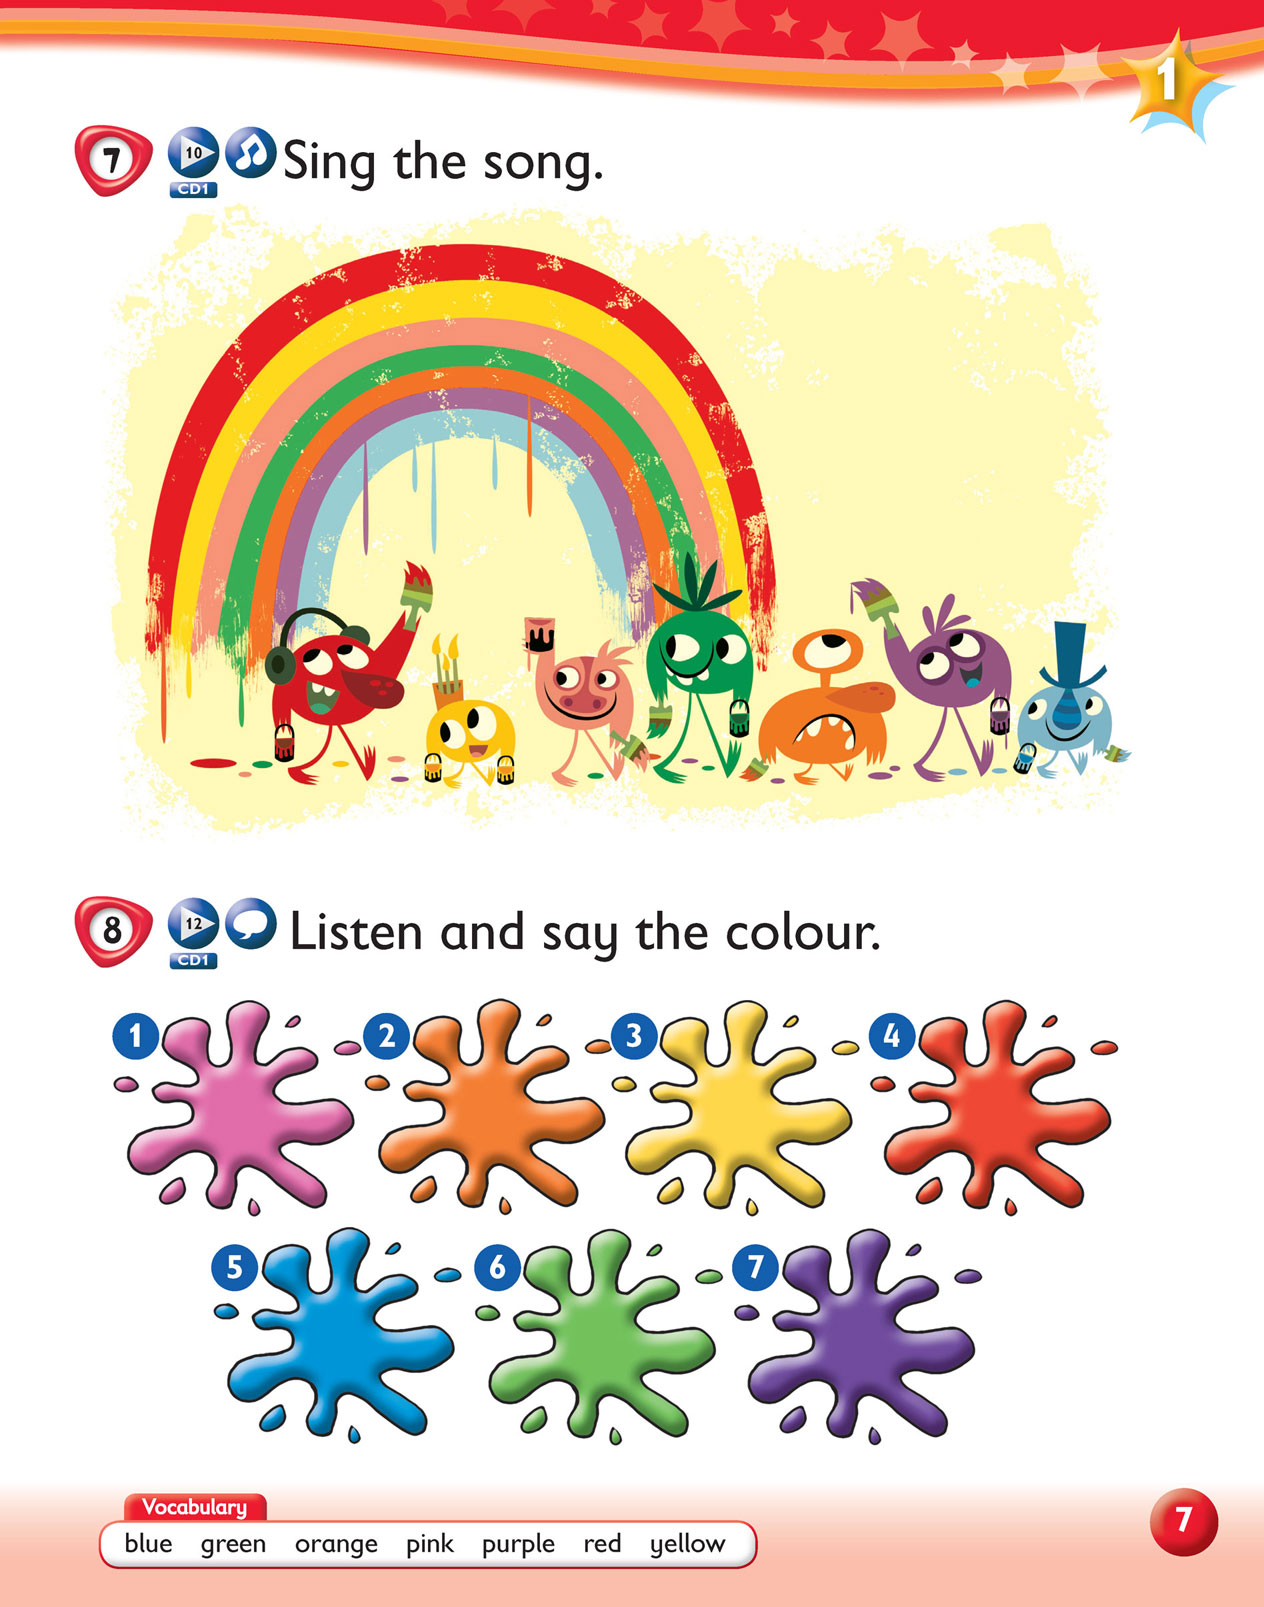 1
7 10 CD1 Sing the song.
8 12 CD1 Listen and say the colour.
1 2 3 4
5 6 7
Vocabulary
blue green orange pink purple red yellow
7